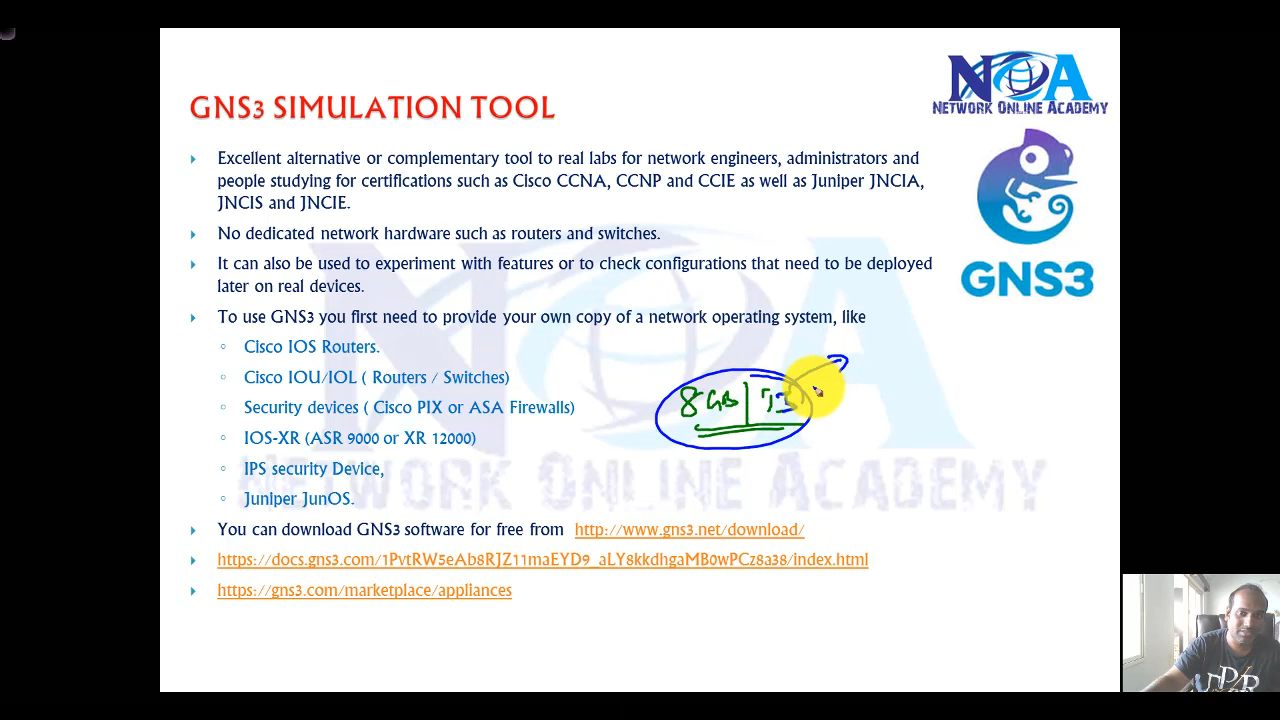 NOA
NETWORK ONLINE ACADEMY
GNS3 SIMULATION TOOL
Excellent alternative or complementary tool to real labs for network engineers, administrators and
people studying for certifications such as Cisco CCNA, CCNP and CCIE as well as Juniper JNCIA,
JNCIS and JNCIE.
No dedicated network hardware such as routers and switches.
It can also be used to experiment with features or to check configurations that need to be deployed
later on real devices.
GNS3
To use GNS3 you first need to provide your own copy of a network operating system, like
Cisco IOS Routers.
Cisco IOU/IOL ( Routers / Switches)
8 GB | i3
Security devices ( Cisco PIX or ASA Firewalls)
IOS-XR (ASR 9000 or XR 12000)
IPS security Device,
Juniper JunOS.
NETWORK ONLINE ACADEMY
You can download GNS3 software for free from http://www.gns3.net/download/
https://docs.gns3.com/1PvtRW5eAb8RJZ11maEYD9_aLY8kkdhgaMB0wPCz8a38/index.html
https://gns3.com/marketplace/appliances